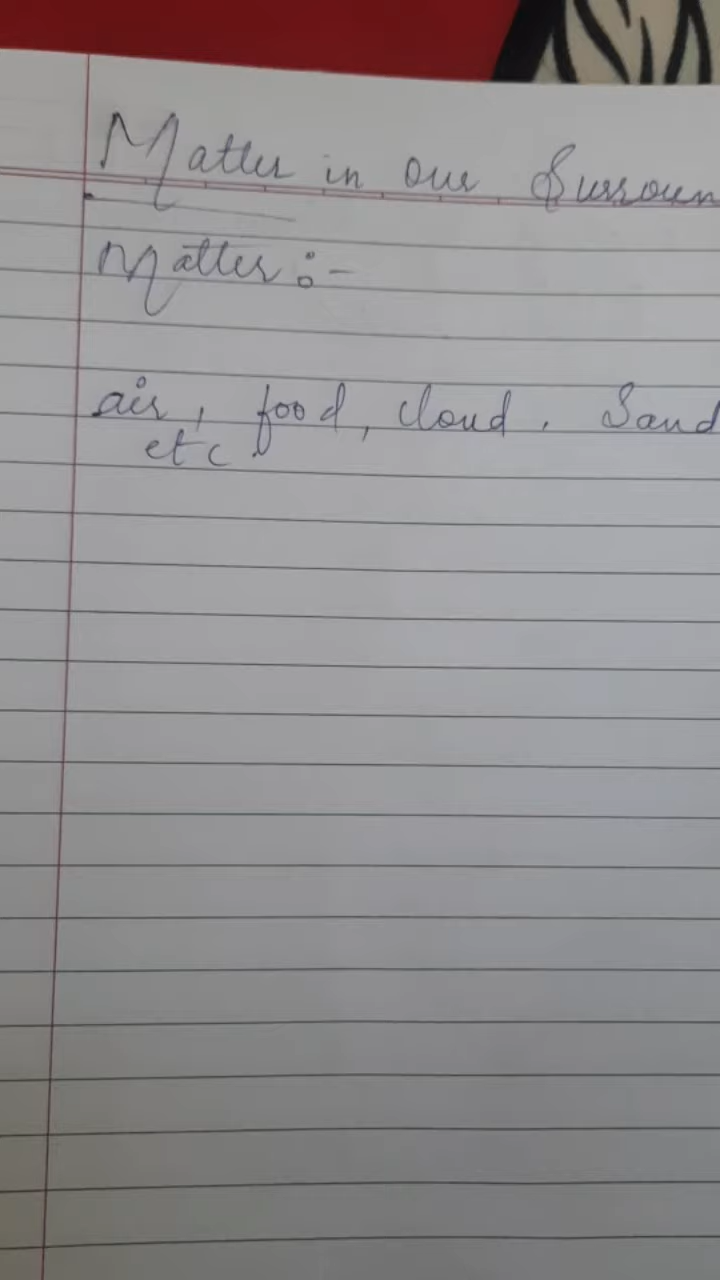 Matter in our Surroun
Matter :-
air, food, cloud. Sand
etc.